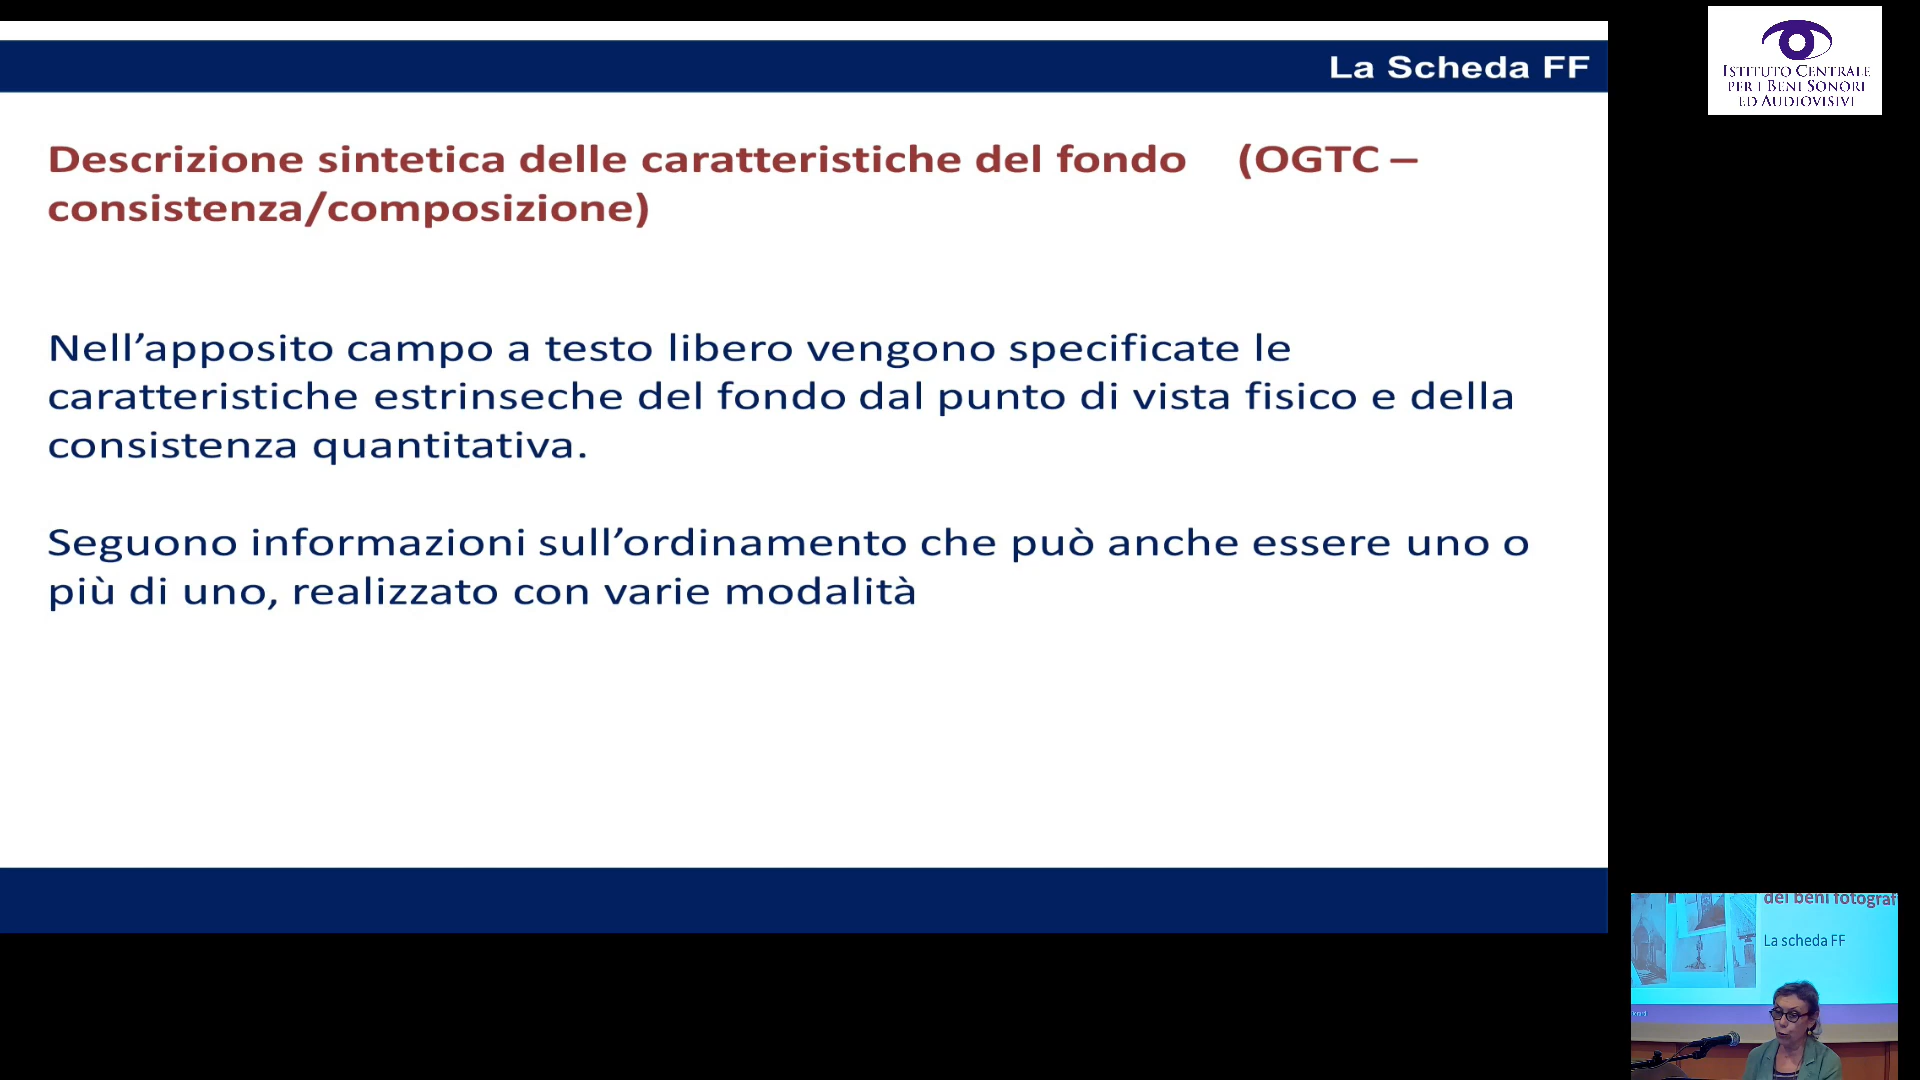 La Scheda FF
Descrizione sintetica delle caratteristiche del fondo (OGTC –
consistenza/composizione)
Nell’apposito campo a testo libero vengono specificate le
caratteristiche estrinseche del fondo dal punto di vista fisico e della
consistenza quantitativa.
Seguono informazioni sull’ordinamento che può anche essere uno o
più di uno, realizzato con varie modalità
ISTITUTO CENTRALE
PER I BENI SONORI
ED AUDIOVISIVI
dei beni fotograf
La scheda FF